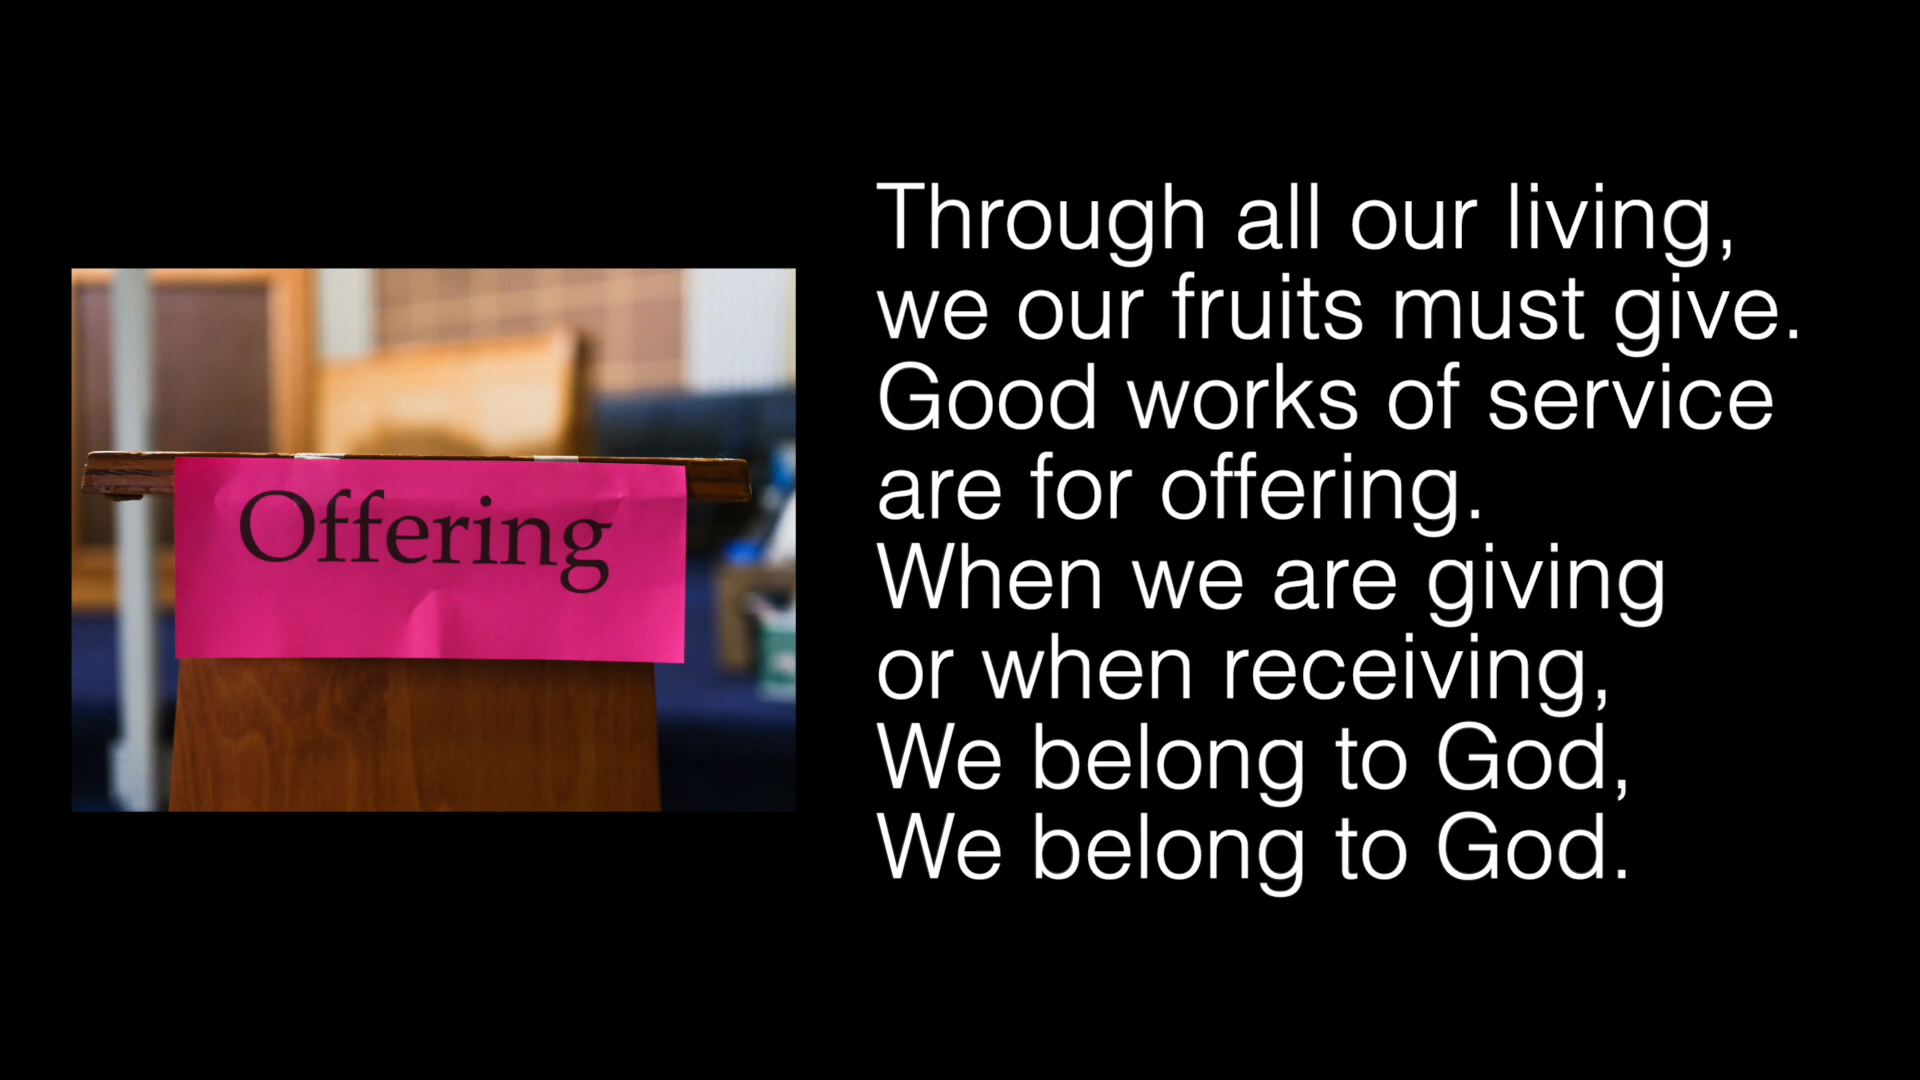 Offering
Through all our living,
we our fruits must give.
Good works of service
are for offering.
When we are giving
or when receiving,
We belong to God,
We belong to God.